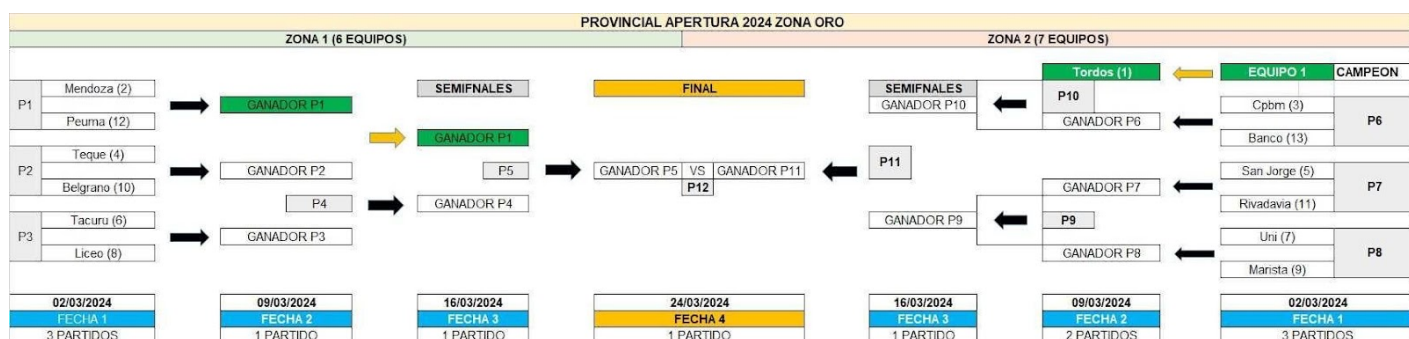 PROVINCIAL APERTURA 2024 ZONA ORO
ZONA 1 (6 EQUIPOS) ZONA 2 (7 EQUIPOS)
Tordos (1) EQUIPO 1 CAMPEON
P1 Mendoza (2) GANADOR P1 SEMIFNALES FINAL SEMIFNALES P10 Cpbm (3) P6
Peuma (12) GANADOR P10 GANADOR P6 Banco (13)
GANADOR P1
P2 Teque (4) GANADOR P2 P5 GANADOR P5 VS GANADOR P11 P11 San Jorge (5) P7
Belgrano (10) P4 GANADOR P4 P12 GANADOR P7 Rivadavia (11)
P3 Tacuru (6) GANADOR P3 GANADOR P9 P9 Uni (7) P8
Liceo (8) GANADOR P8 Marista (9)
02/03/2024 09/03/2024 16/03/2024 24/03/2024 16/03/2024 09/03/2024 02/03/2024
FECHA 1 FECHA 2 FECHA 3 FECHA 4 FECHA 3 FECHA 2 FECHA 1
3 PARTIDOS 1 PARTIDO 1 PARTIDO 1 PARTIDO 1 PARTIDO 2 PARTIDOS 3 PARTIDOS